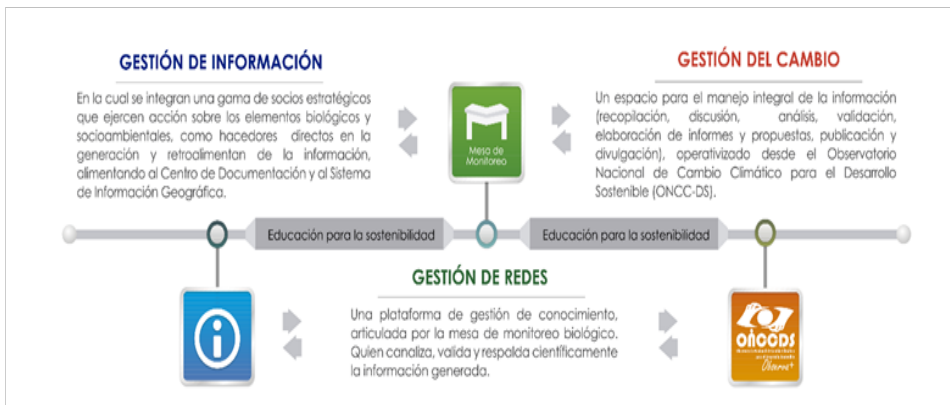 GESTIÓN DE INFORMACIÓN
En la cual se integran una gama de socios estratégicos
que ejercen acción sobre los elementos biológicos y
socioambientales, como hacedores directos en la
generación y retroalimentan de la información,
alimentando al Centro de Documentación y al Sistema
de Información Geográfica.
Mesa de
Monitoreo
GESTIÓN DEL CAMBIO
Un espacio para el manejo integral de la información
(recopilación, discusión, análisis, validación,
elaboración de informes y propuestas, publicación y
divulgación), operativizado desde el Observatorio
Nacional de Cambio Climático para el Desarrollo
Sostenible (ONCC-DS).
Educación para la sostenibilidad
Educación para la sostenibilidad
GESTIÓN DE REDES
Una plataforma de gestión de conocimiento,
articulada por la mesa de monitoreo biológico.
Quien canaliza, valida y respalda científicamente
la información generada.
i
ONCCDS
Observa+